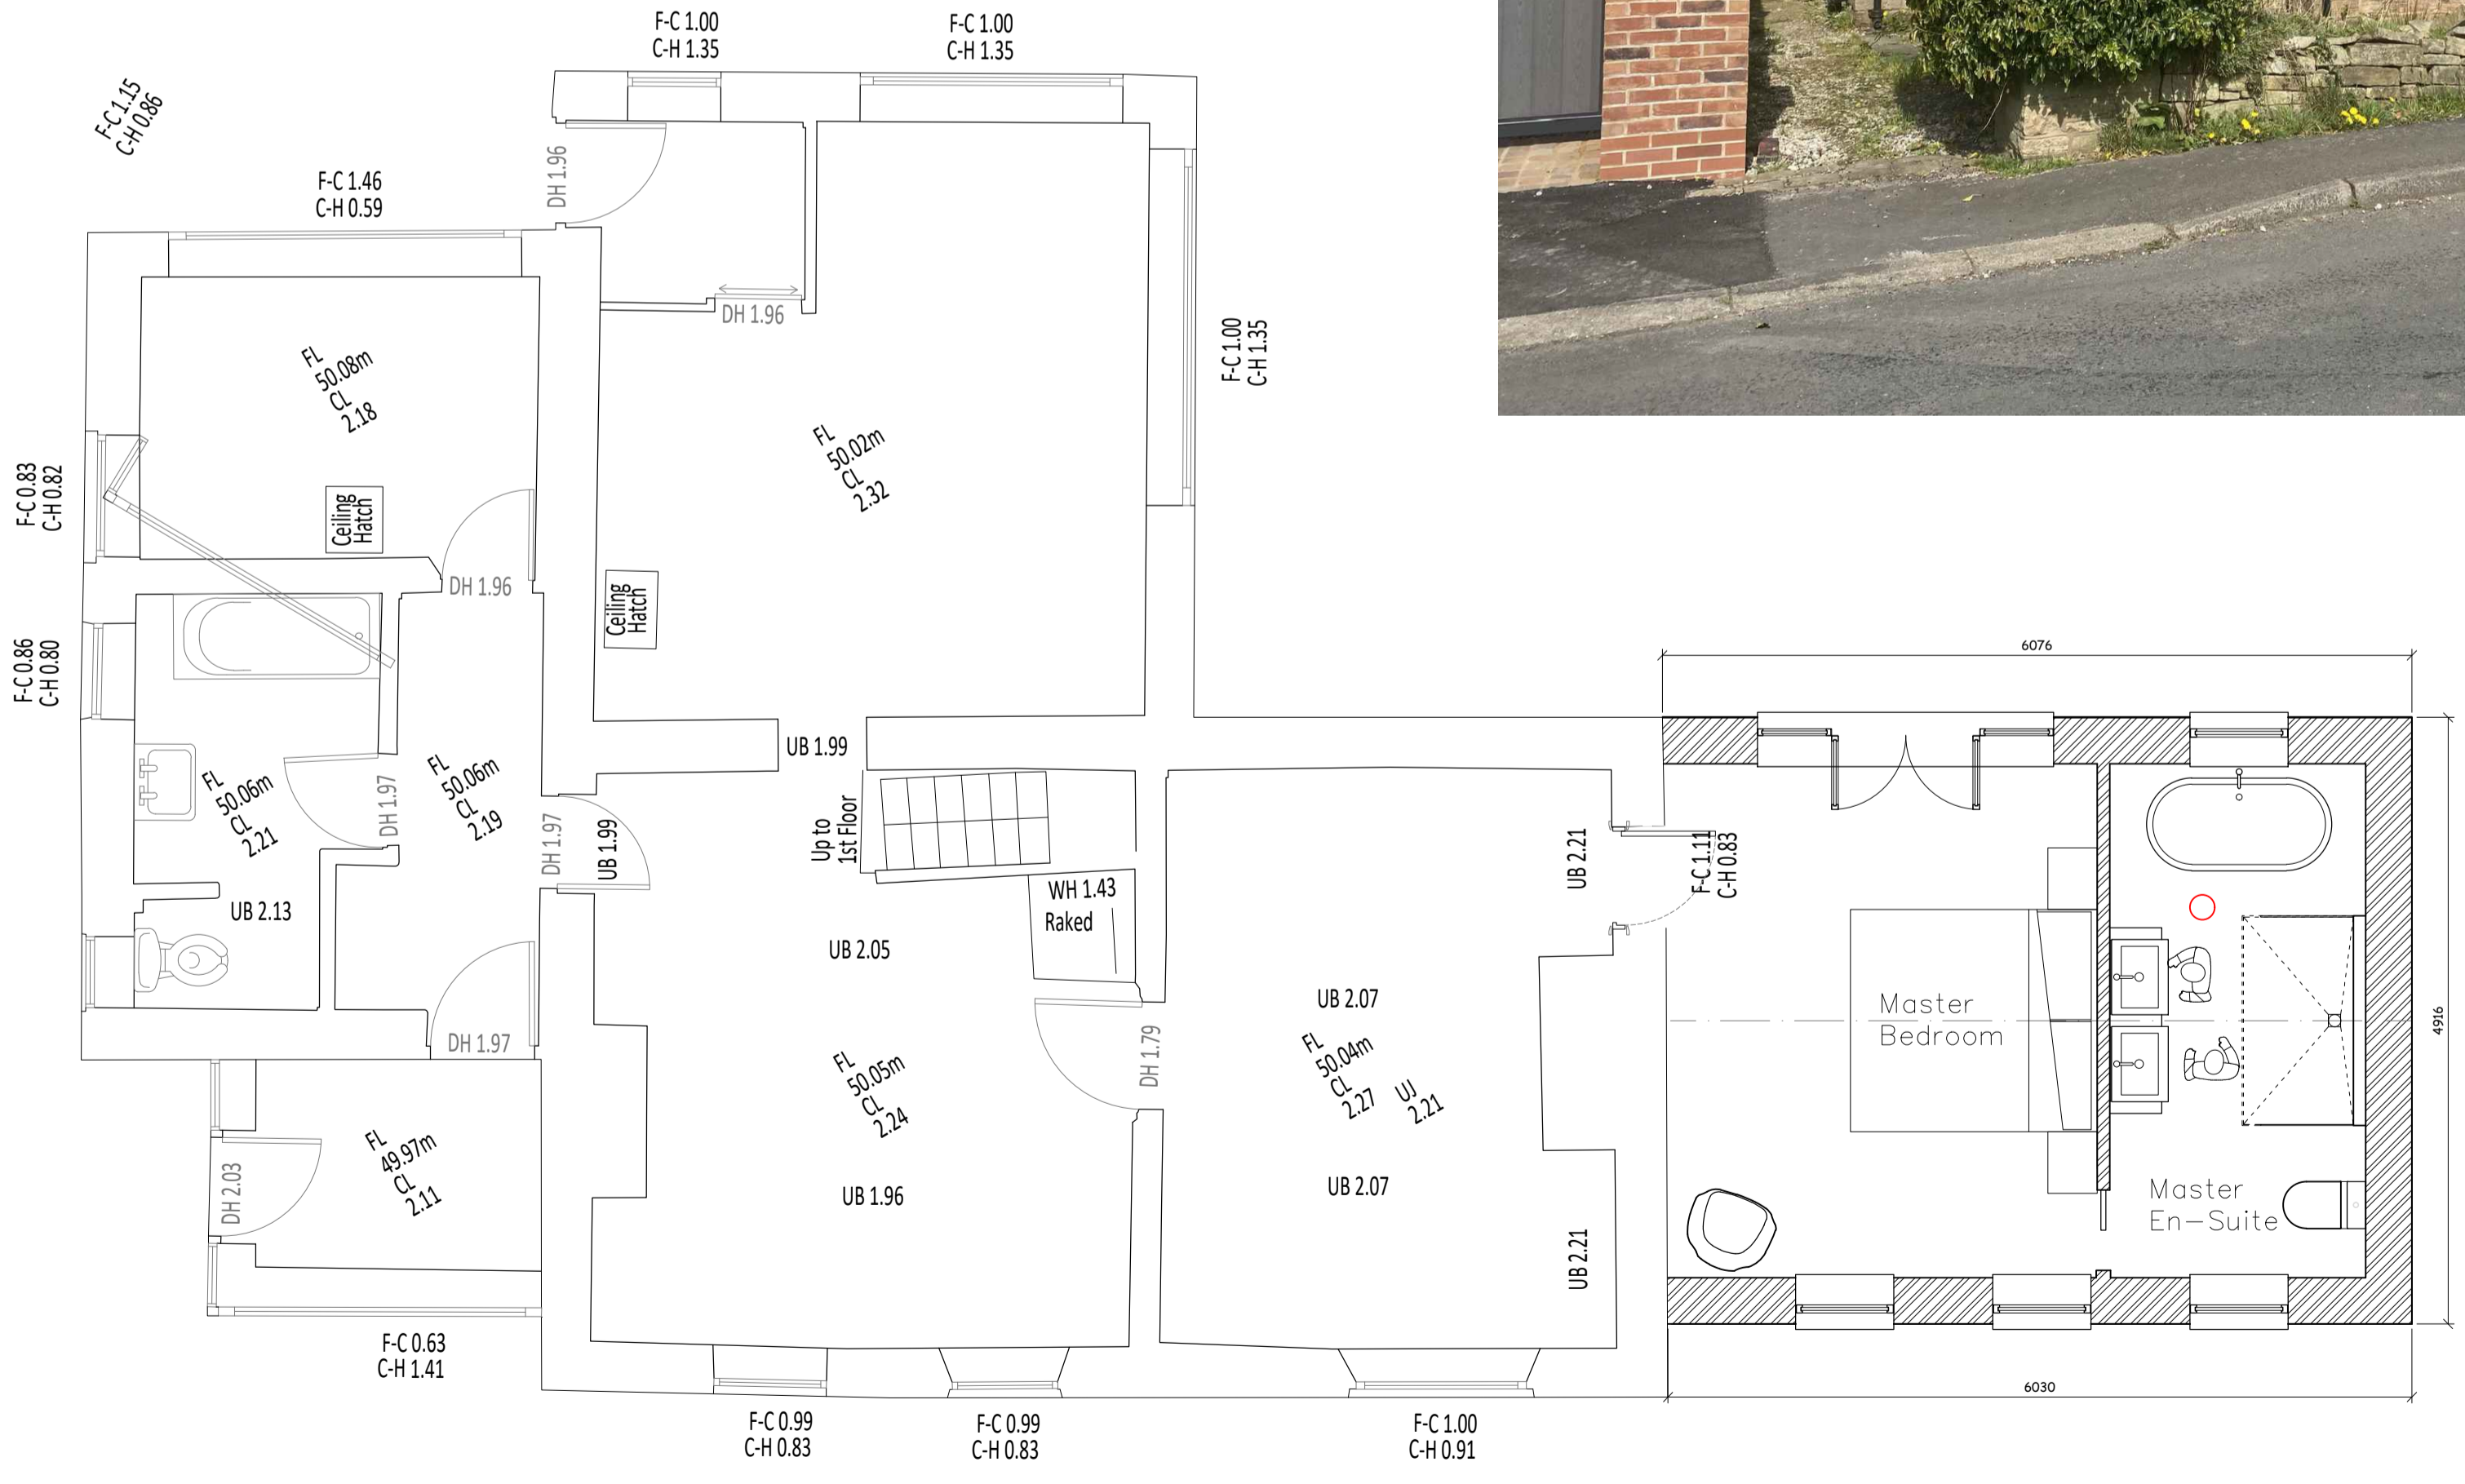 F-C 1.00
C-H 1.35
F-C 1.00
C-H 1.35
F-C 1.15
C-H 0.86
F-C 1.46
C-H 0.59
DH 1.96
DH 1.96
F-C 1.00
C-H 1.35
FL
50.08m
CL
2.18
FL
50.02m
CL
2.32
F-C 0.83
C-H 0.82
Ceiling
Hatch
DH 1.96
Ceiling
Hatch
F-C 0.86
C-H 0.80
6076
UB 1.99
FL
50.06m
CL
2.21
DH 1.97
FL
50.06m
CL
2.19
DH 1.97
UB 1.99
Up to
1st Floor
UB 2.21
F-C 1.11
C-H 0.83
WH 1.43
Raked
UB 2.13
UB 2.05
UB 2.07
Master
Bedroom
4916
DH 1.97
DH 1.79
FL
50.05m
CL
2.24
FL
50.04m
CL
2.27
UJ
2.21
FL
49.97m
CL
2.11
DH 2.03
UB 1.96
UB 2.07
UB 2.21
Master
En-Suite
F-C 0.63
C-H 1.41
6030
F-C 0.99
C-H 0.83
F-C 0.99
C-H 0.83
F-C 1.00
C-H 0.91